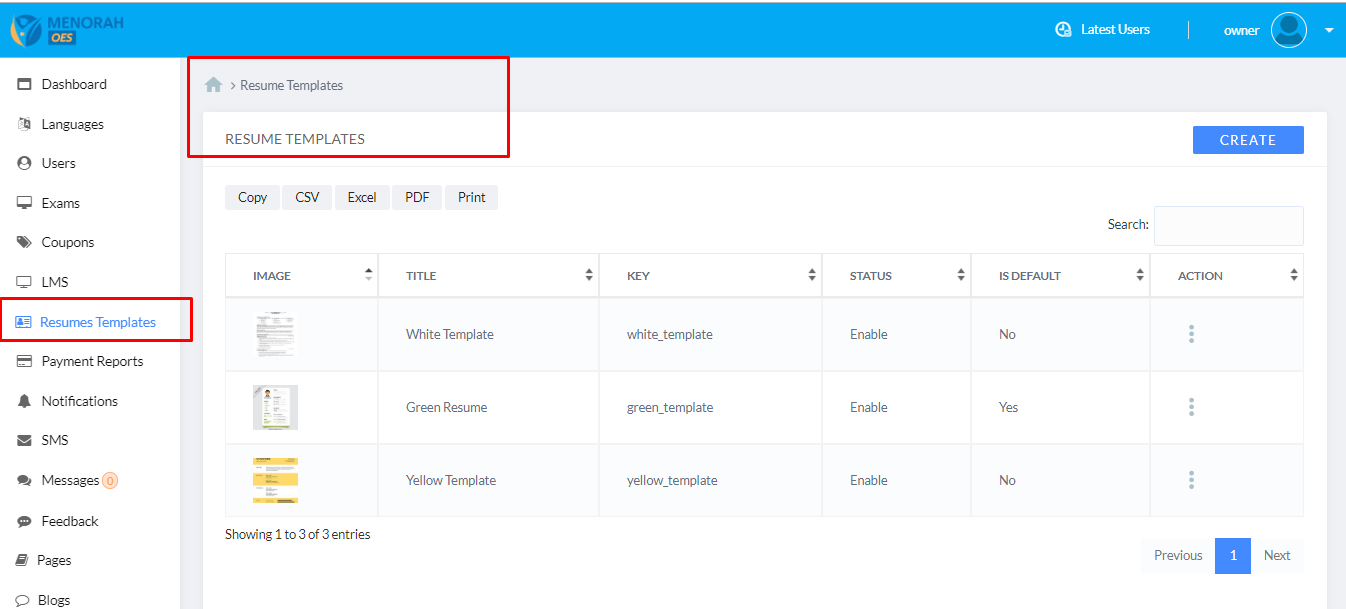 MENORAH
OES
Latest Users
owner
Dashboard
Languages
Users
Exams
Coupons
LMS
Resumes Templates
Payment Reports
Notifications
SMS
Messages 0
Feedback
Pages
Blogs
> Resume Templates
RESUME TEMPLATES
CREATE
Copy CSV Excel PDF Print
Search:
IMAGE TITLE KEY STATUS IS DEFAULT ACTION
White Template white_template Enable No
Green Resume green_template Enable Yes
Yellow Template yellow_template Enable No
Showing 1 to 3 of 3 entries
Previous 1 Next